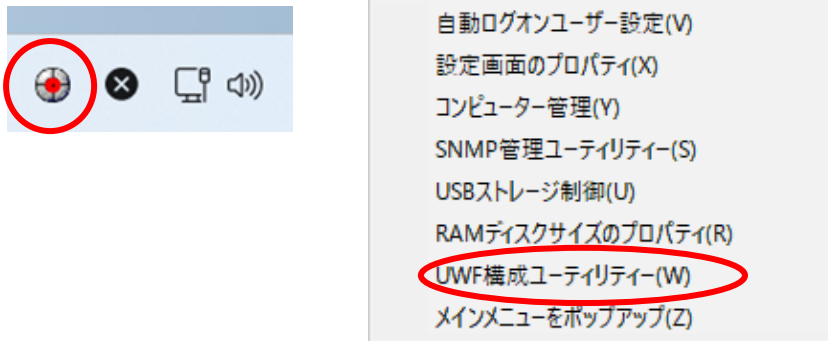 自動ログオンユーザー設定(V)
設定画面のプロパティ(X)
コンピューター管理(Y)
SNMP管理ユーティリティー(S)
USBストレージ制御(U)
RAMディスクサイズのプロパティ(R)
UWF構成ユーティリティー(W)
メインメニューをポップアップ(Z)